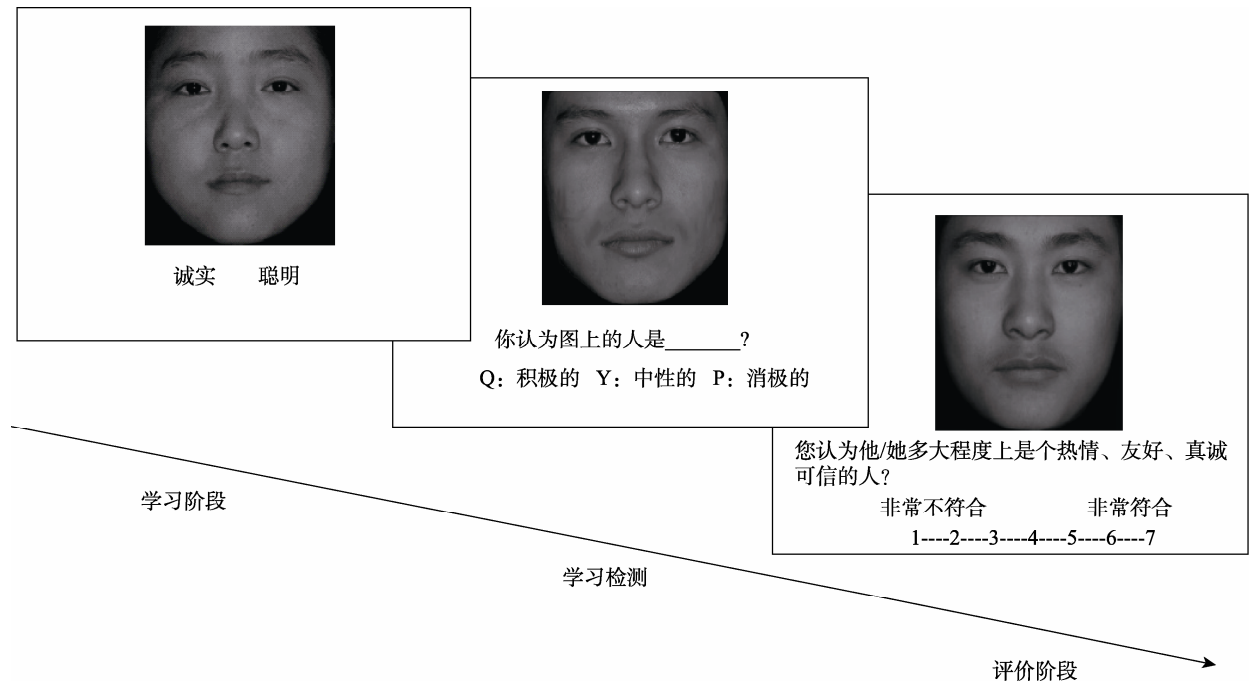 诚实 聪明
你认为图上的人是_______?
Q: 积极的 Y: 中性的 P: 消极的
您认为他/她多大程度上是个热情、友好、真诚
可信的人?
非常不符合 非常符合
1----2----3----4----5----6----7
学习阶段
学习检测
评价阶段